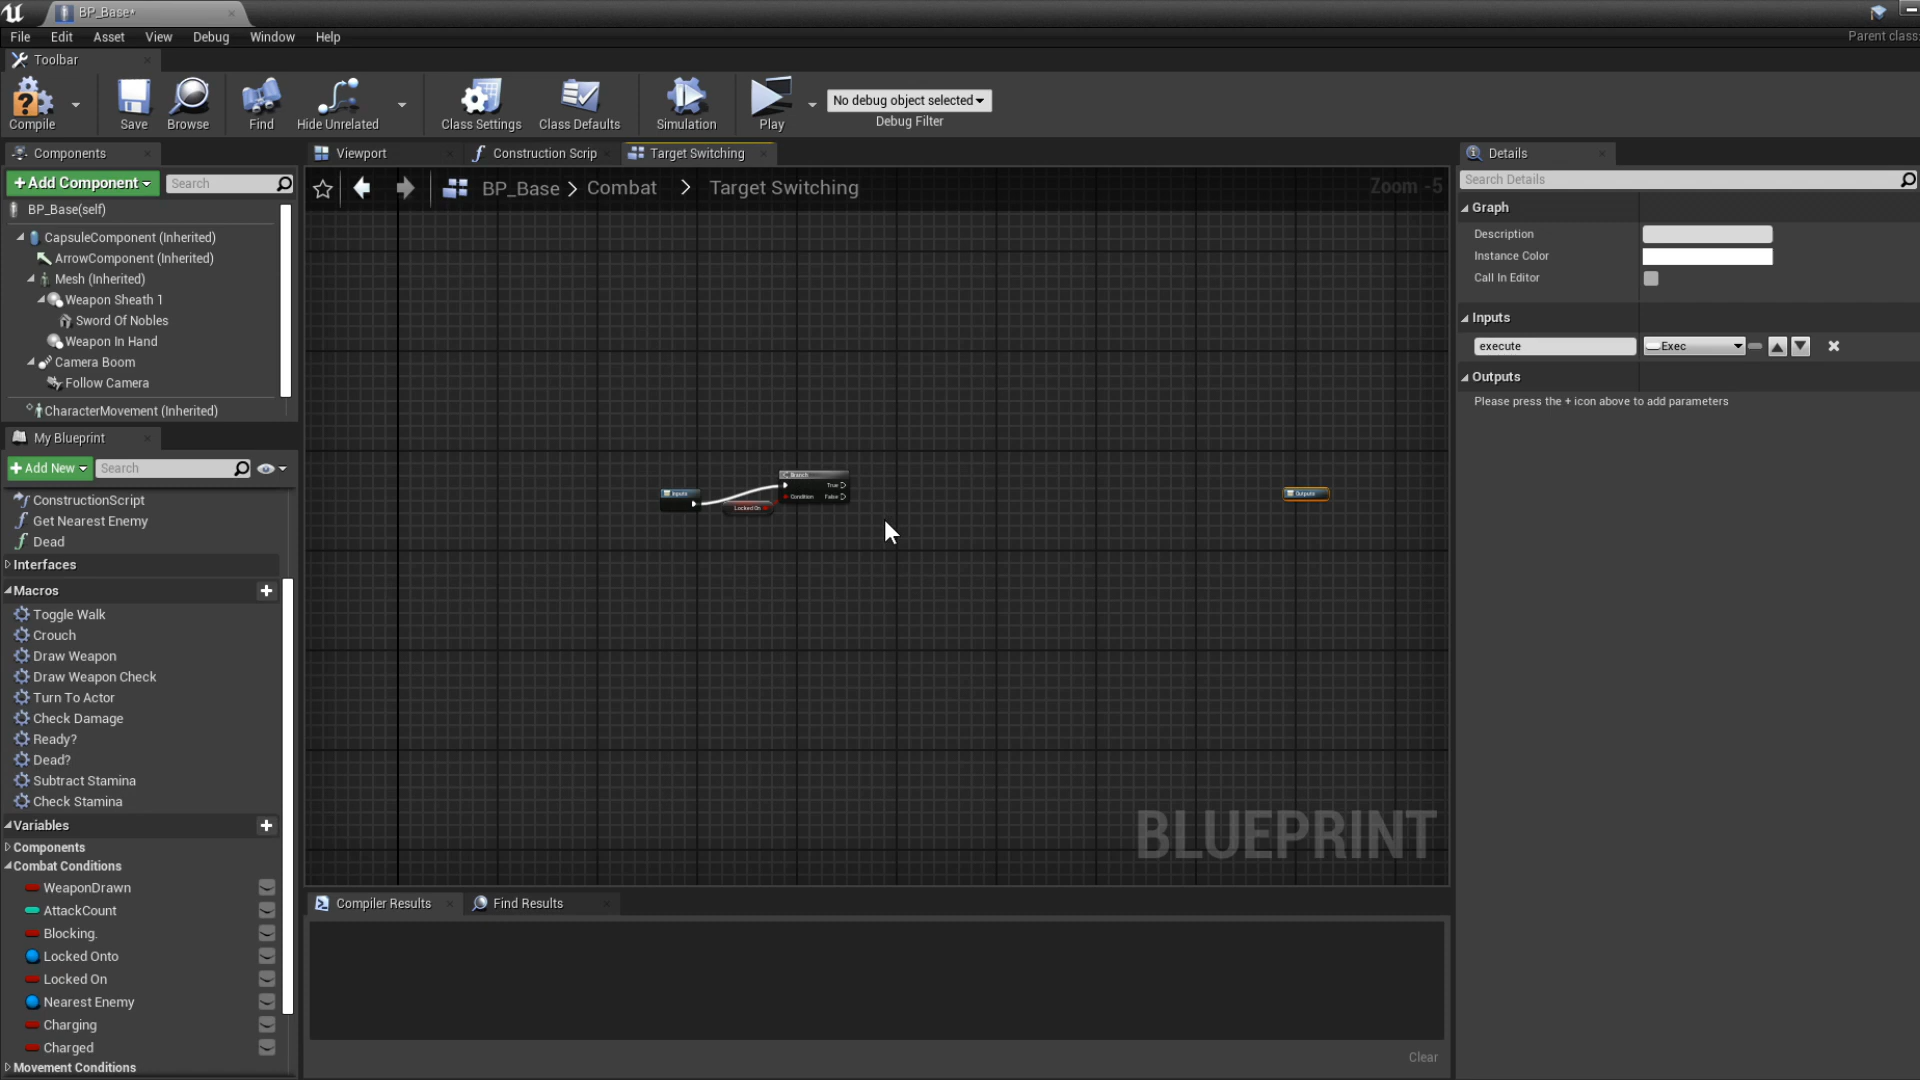 BP_Base*
File Edit Asset View Debug Window Help
Parent class:
Toolbar
Compile Save Browse Find Hide Unrelated Class Settings Class Defaults Simulation Play
No debug object selected
Debug Filter
Components
Viewport
Construction Scrip
Target Switching
Details
+Add Component
Search
BP_Base > Combat > Target Switching
Zoom -5
Search Details
BP_Base(self)
CapsuleComponent (Inherited)
ArrowComponent (Inherited)
Mesh (Inherited)
Weapon Sheath 1
Sword Of Nobles
Weapon In Hand
Camera Boom
Follow Camera
CharacterMovement (Inherited)
Graph
Description
Instance Color
Call In Editor
Inputs
execute
Exec
Outputs
Please press the + icon above to add parameters
My Blueprint
+Add New
Search
ConstructionScript
Get Nearest Enemy
Dead
Interfaces
Macros
Toggle Walk
Crouch
Draw Weapon
Draw Weapon Check
Turn To Actor
Check Damage
Ready?
Dead?
Subtract Stamina
Check Stamina
Variables
Components
Combat Conditions
WeaponDrawn
AttackCount
Blocking.
Locked Onto
Locked On
Nearest Enemy
Charging
Charged
Movement Conditions
Inputs
Locked On
Branch
True
Condition
False
Outputs
BLUEPRINT
Compiler Results
Find Results
Clear